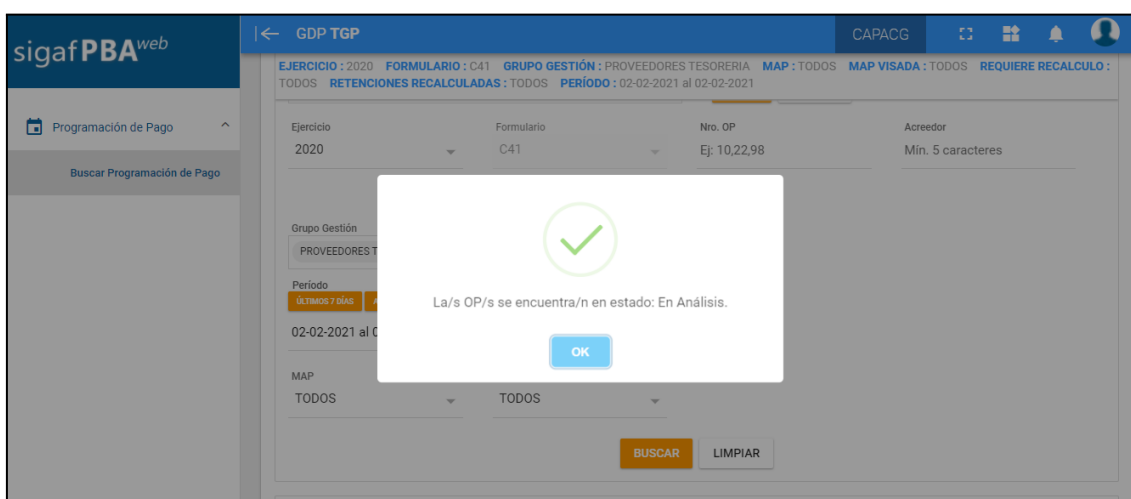 sigafPBAweb
GDP TGP
CAPACG
EJERCICIO : 2020 FORMULARIO : C41 GRUPO GESTIÓN : PROVEEDORES TESORERIA MAP : TODOS MAP VISADA : TODOS REQUIERE RECALCULO :
TODOS RETENCIONES RECALCULADAS : TODOS PERÍODO : 02-02-2021 al 02-02-2021
Programación de Pago
Buscar Programación de Pago
Ejercicio Formulario Nro. OP Acreedor
2020 C41 Ej: 10,22,98 Mín. 5 caracteres
Grupo Gestión
PROVEEDORES T
Período
ÚLTIMOS 7 DÍAS
02-02-2021 al
La/s OP/s se encuentra/n en estado: En Análisis.
OK
MAP
TODOS TODOS
BUSCAR LIMPIAR